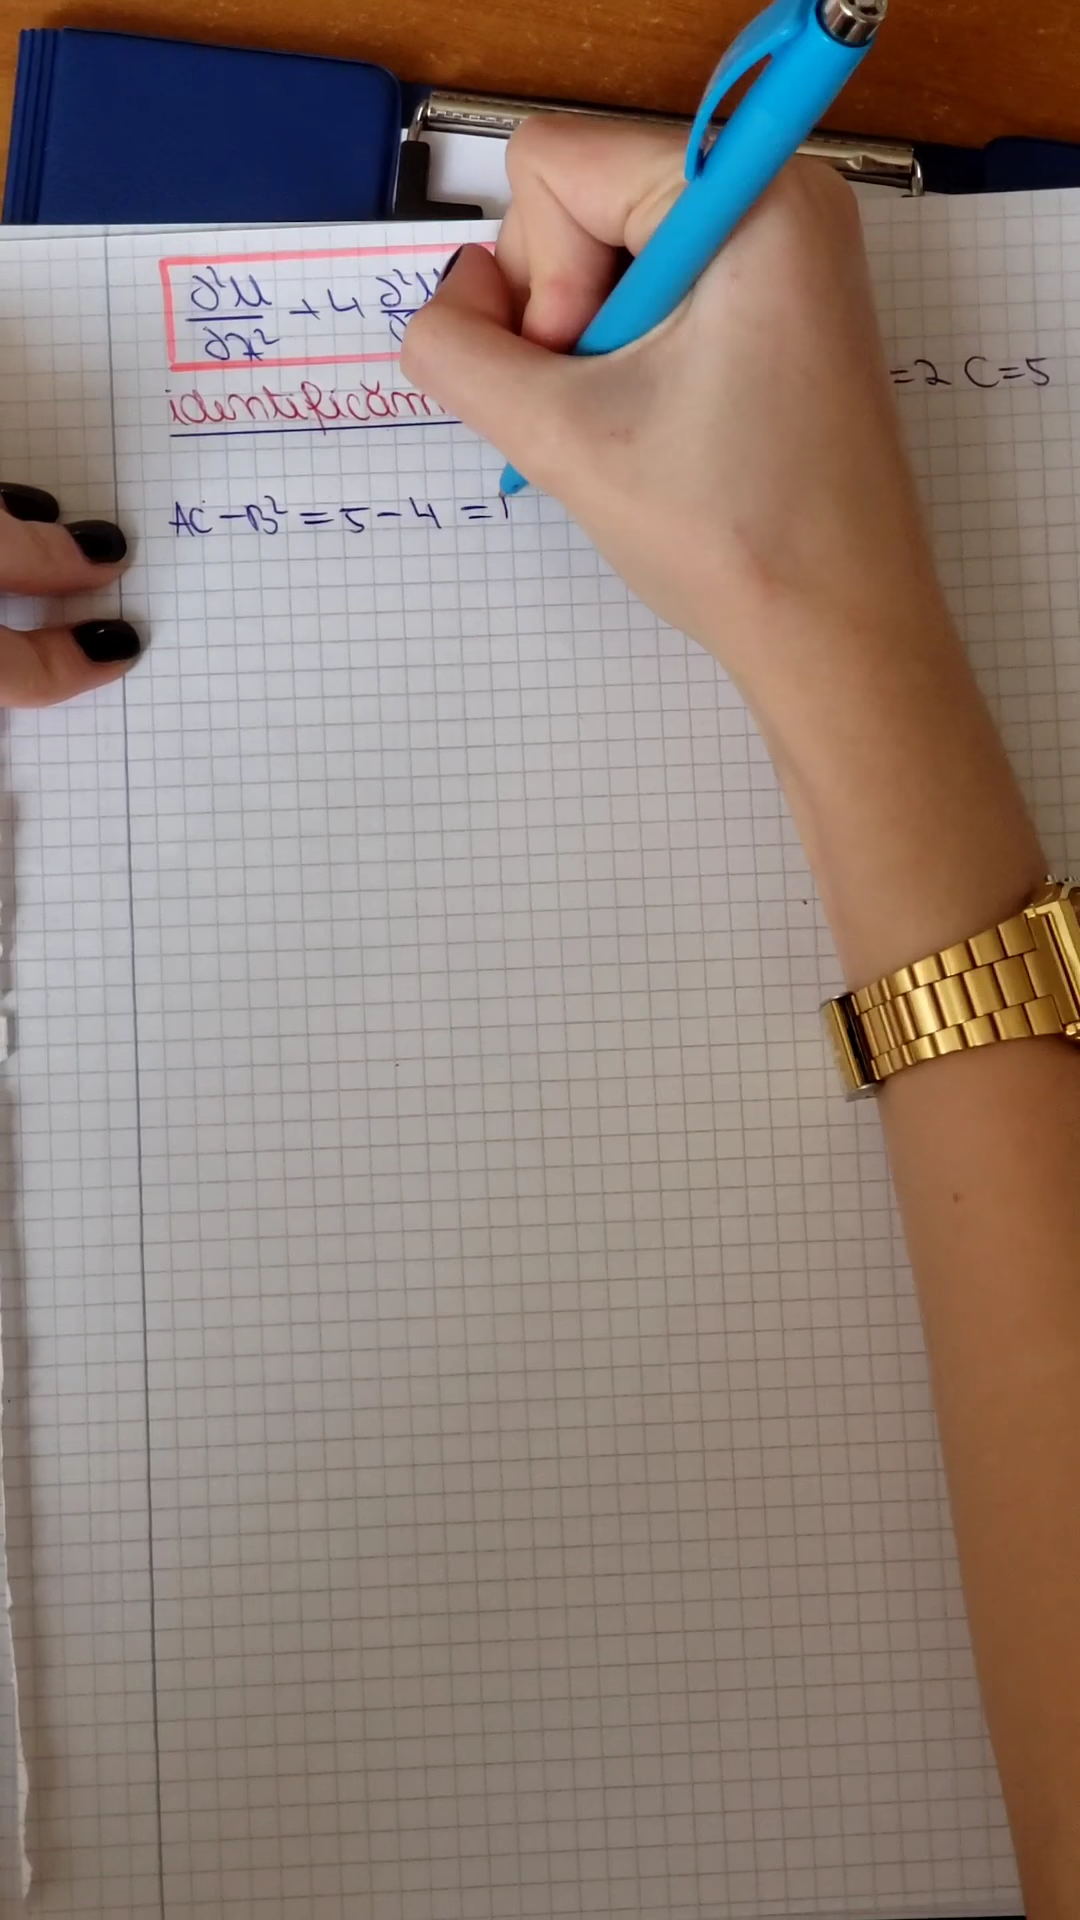 ∂²u/∂x² + 4 ∂²u
identificăm =2 C=5
AC - B² = 5 - 4 = 1